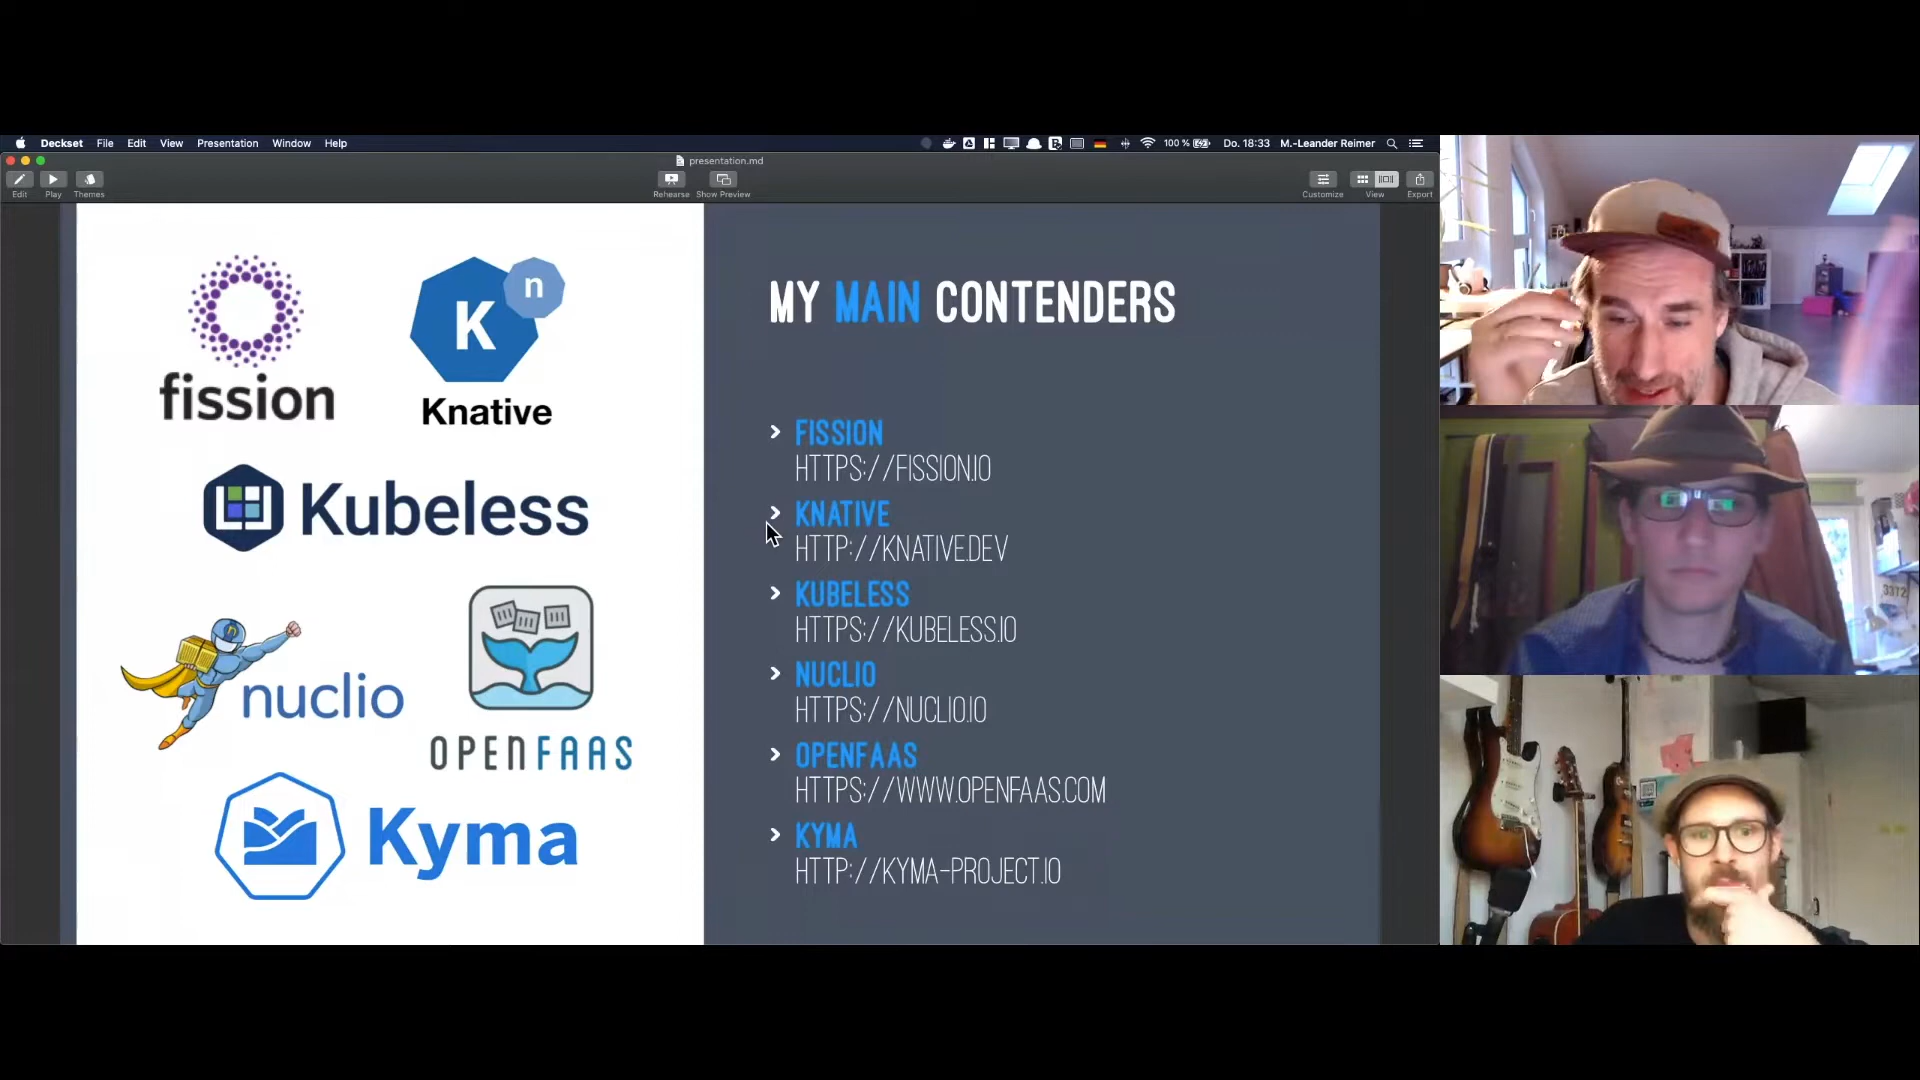 Deckset File Edit View Presentation Window Help
100 % Do. 18:33 M.-Leander Reimer
presentation.md
Edit Play Themes Rehearse Show Preview Customize View Export
fission
K n
Knative
Kubeless
n
nuclio
OPENFAAS
Kyma
MY MAIN CONTENDERS
FISSION
HTTPS://FISSION.IO
KNATIVE
HTTP://KNATIVE.DEV
KUBELESS
HTTPS://KUBELESS.IO
NUCLIO
HTTPS://NUCLIO.IO
OPENFAAS
HTTPS://WWW.OPENFAAS.COM
KYMA
HTTP://KYMA-PROJECT.IO
3312